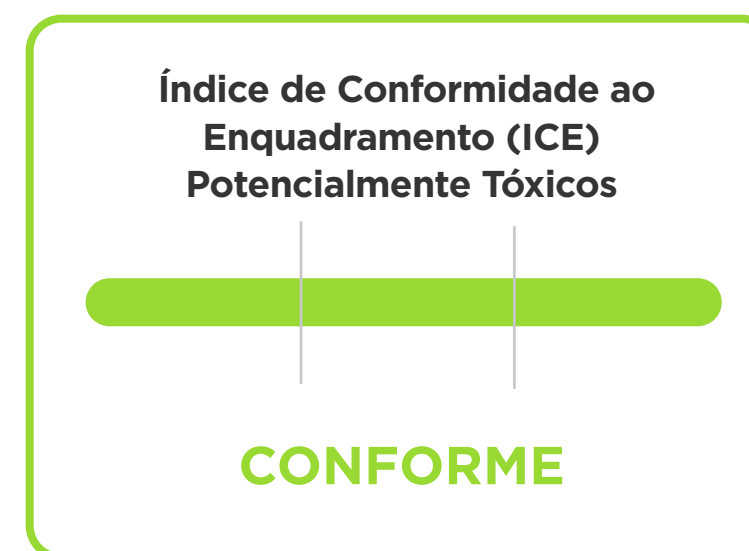 Índice de Conformidade ao
Enquadramento (ICE)
Potencialmente Tóxicos
CONFORME